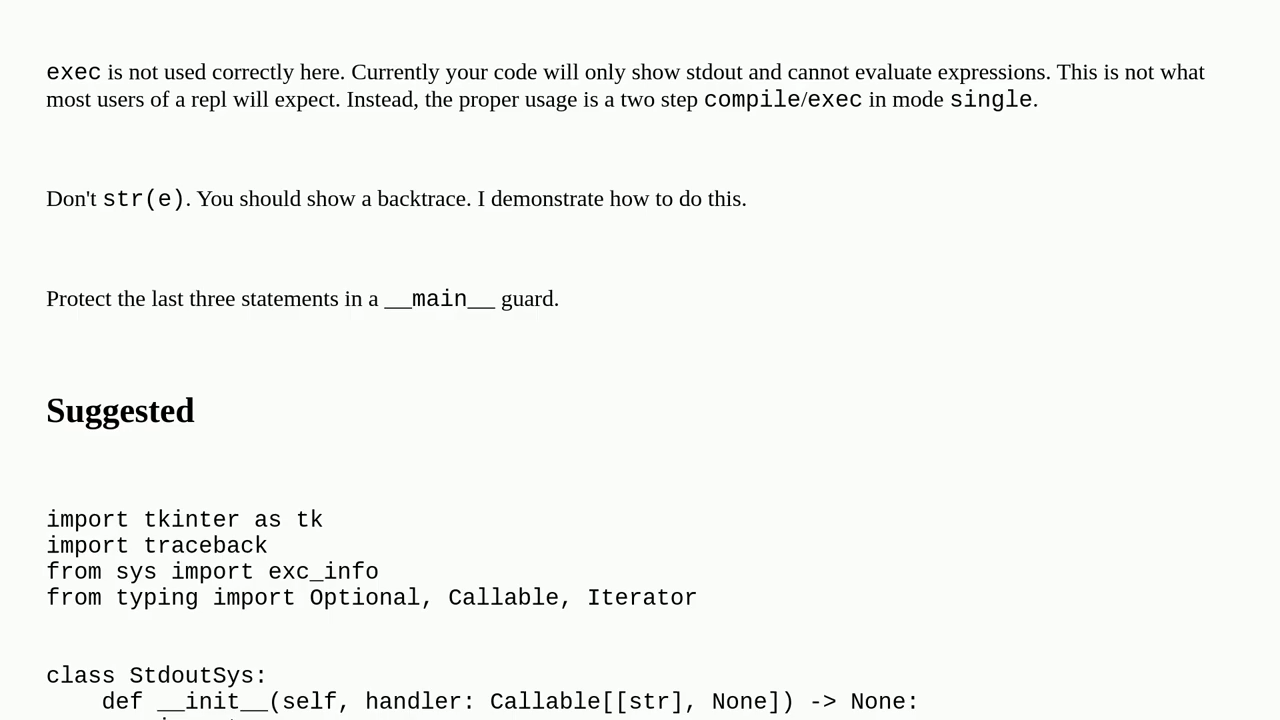 exec is not used correctly here. Currently your code will only show stdout and cannot evaluate expressions. This is not what
most users of a repl will expect. Instead, the proper usage is a two step compile/exec in mode single.
Don't str(e). You should show a backtrace. I demonstrate how to do this.
Protect the last three statements in a __main__ guard.
Suggested
import tkinter as tk
import traceback
from sys import exc_info
from typing import Optional, Callable, Iterator
class StdoutSys:
    def __init__(self, handler: Callable[[str], None]) -> None: